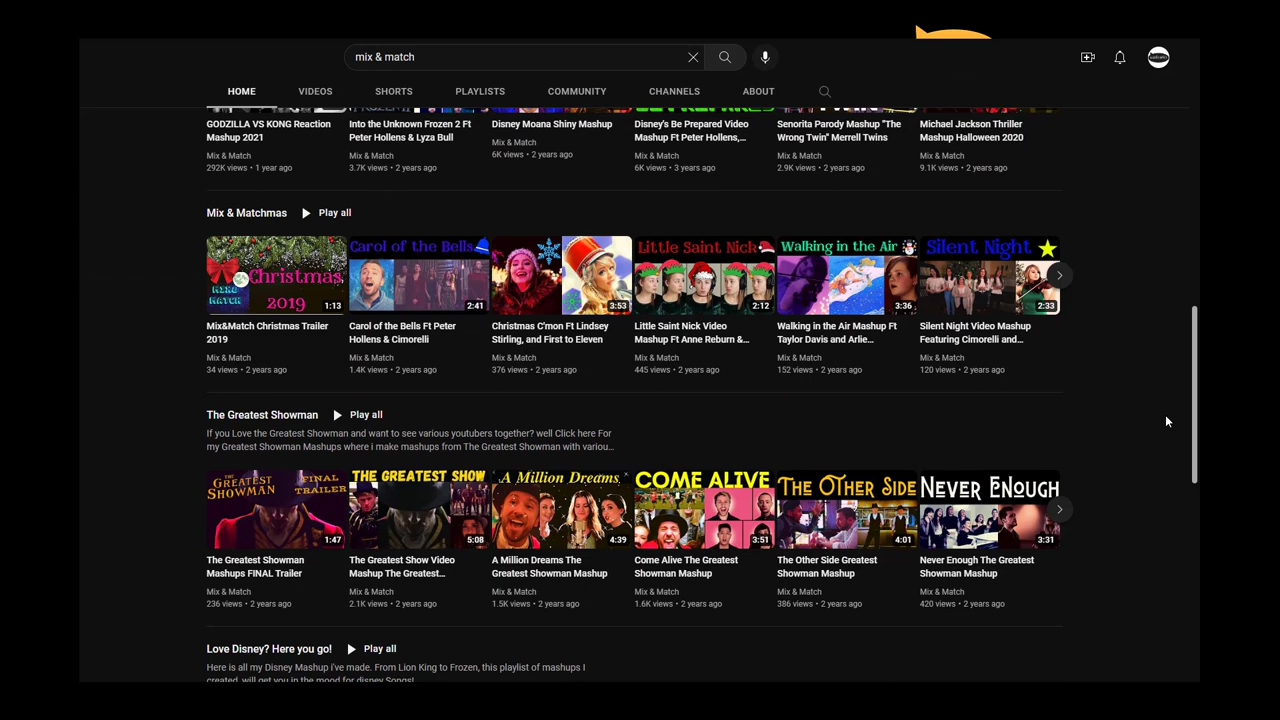 mix & match
HOME VIDEOS SHORTS PLAYLISTS COMMUNITY CHANNELS ABOUT
GODZILLA VS KONG Reaction
Mashup 2021
Mix & Match
292K views • 1 year ago
Into the Unknown Frozen 2 Ft
Peter Hollens & Lyza Bull
Mix & Match
3.7K views • 2 years ago
Disney Moana Shiny Mashup
Mix & Match
6K views • 2 years ago
Disney's Be Prepared Video
Mashup Ft Peter Hollens,...
Mix & Match
6K views • 3 years ago
Senorita Parody Mashup "The
Wrong Twin" Merrell Twins
Mix & Match
2.9K views • 2 years ago
Michael Jackson Thriller
Mashup Halloween 2020
Mix & Match
9.1K views • 2 years ago
Mix & Matchmas Play all
Christmas
2019
MIX&
MATCH
1:13
Mix&Match Christmas Trailer
2019
Mix & Match
34 views • 2 years ago
Carol of the Bells
2:41
Carol of the Bells Ft Peter
Hollens & Cimorelli
Mix & Match
1.4K views • 2 years ago
3:53
Christmas C'mon Ft Lindsey
Stirling, and First to Eleven
Mix & Match
376 views • 2 years ago
Little Saint Nick
2:12
Little Saint Nick Video
Mashup Ft Anne Reburn &...
Mix & Match
445 views • 2 years ago
Walking in the Air
3:36
Walking in the Air Mashup Ft
Taylor Davis and Arlie...
Mix & Match
152 views • 2 years ago
Silent Night
2:33
Silent Night Video Mashup
Featuring Cimorelli and...
Mix & Match
120 views • 2 years ago
The Greatest Showman Play all
If you Love the Greatest Showman and want to see various youtubers together? well Click here For
my Greatest Showman Mashups where i make mashups from The Greatest Showman with variou...
THE
GREATEST
SHOWMAN
FINAL
TRAILER
1:47
The Greatest Showman
Mashups FINAL Trailer
Mix & Match
236 views • 2 years ago
THE GREATEST SHOW
5:08
The Greatest Show Video
Mashup The Greatest...
Mix & Match
2.1K views • 2 years ago
A Million Dreams
4:39
A Million Dreams The
Greatest Showman Mashup
Mix & Match
1.5K views • 2 years ago
COME ALIVE
3:51
Come Alive The Greatest
Showman Mashup
Mix & Match
1.6K views • 2 years ago
THE OTHER SIDE
4:01
The Other Side Greatest
Showman Mashup
Mix & Match
386 views • 2 years ago
NEVER ENOUGH
3:31
Never Enough The Greatest
Showman Mashup
Mix & Match
420 views • 2 years ago
Love Disney? Here you go! Play all
Here is all my Disney Mashup i've made. From Lion King to Frozen, this playlist of mashups I
created, will get you in the mood for disney Songs!